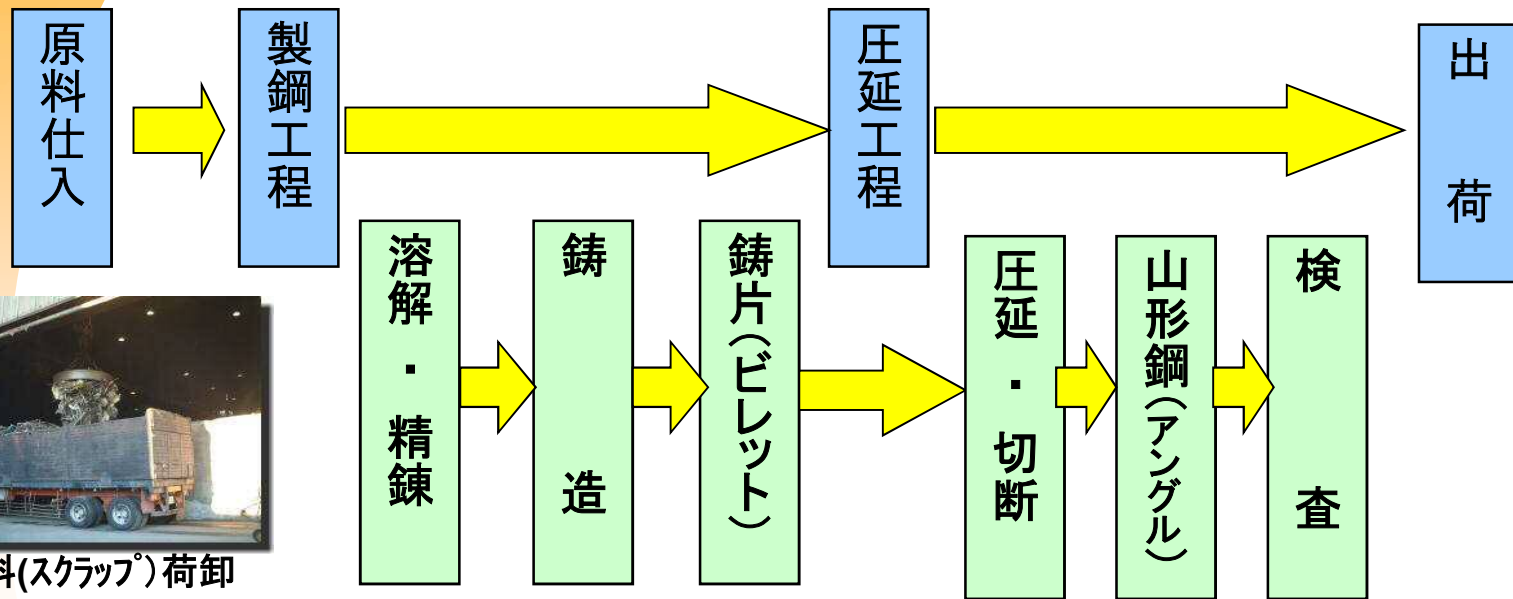 原料仕入
製鋼工程
圧延工程
出荷
溶解・精錬
鋳造
鋳片(ビレット)
圧延・切断
山形鋼(アングル)
検査
料(スクラップ)荷卸